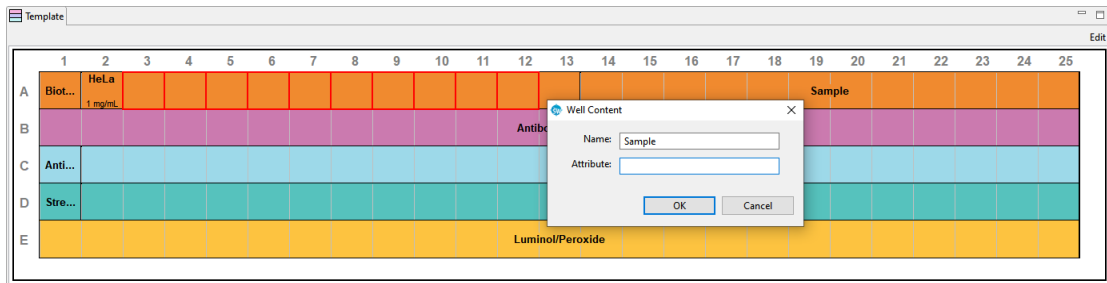 Template
Edit
1 2 3 4 5 6 7 8 9 10 11 12 13 14 15 16 17 18 19 20 21 22 23 24 25
A Biot... HeLa Sample
1 mg/mL
Well Content
B Antibo
Name: Sample
C Anti...
Attribute:
D Stre...
OK Cancel
E Luminol/Peroxide